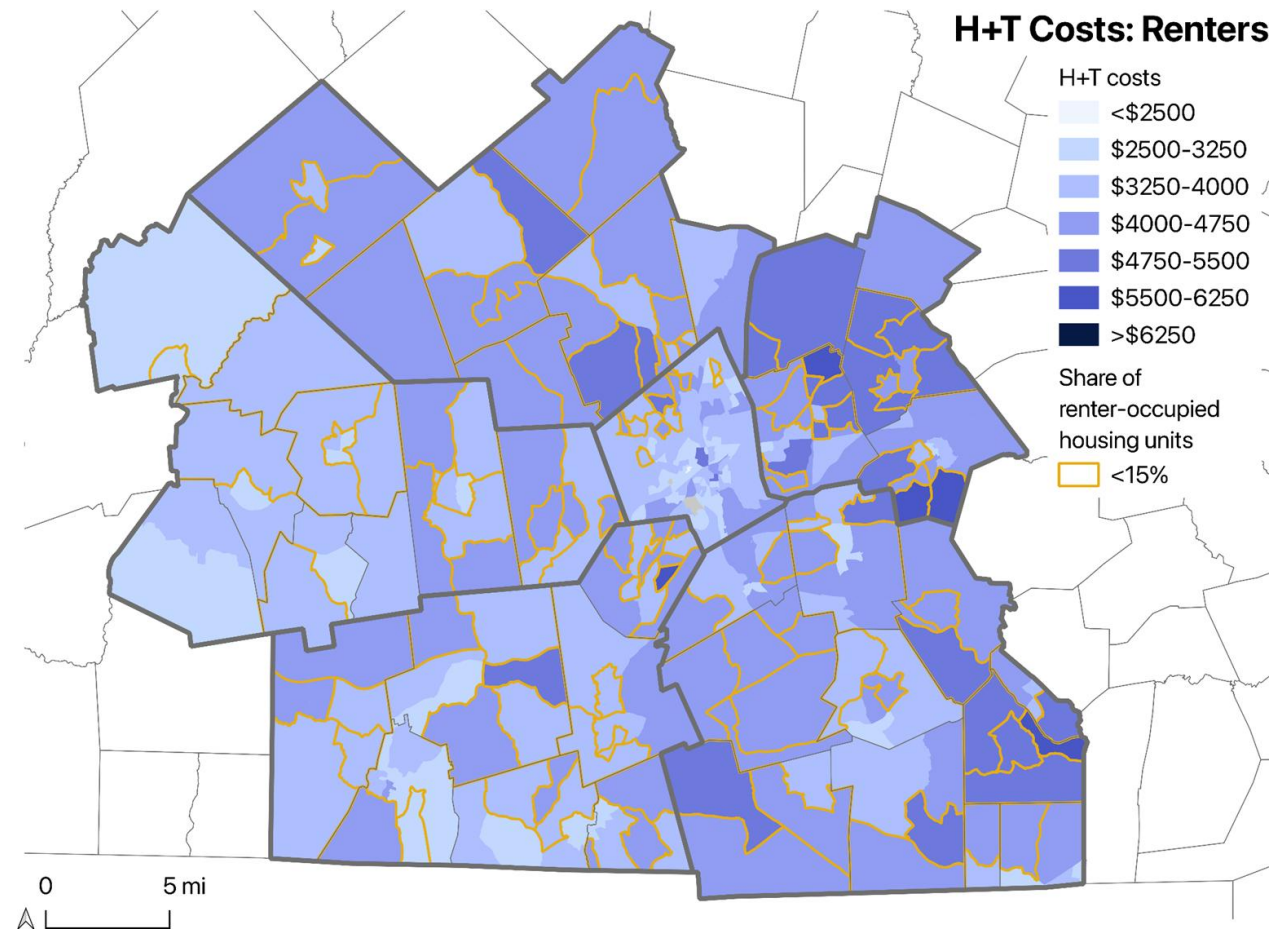 H+T Costs: Renters
H+T costs
<$2500
$2500-3250
$3250-4000
$4000-4750
$4750-5500
$5500-6250
>$6250
Share of
renter-occupied
housing units
<15%
0 5 mi